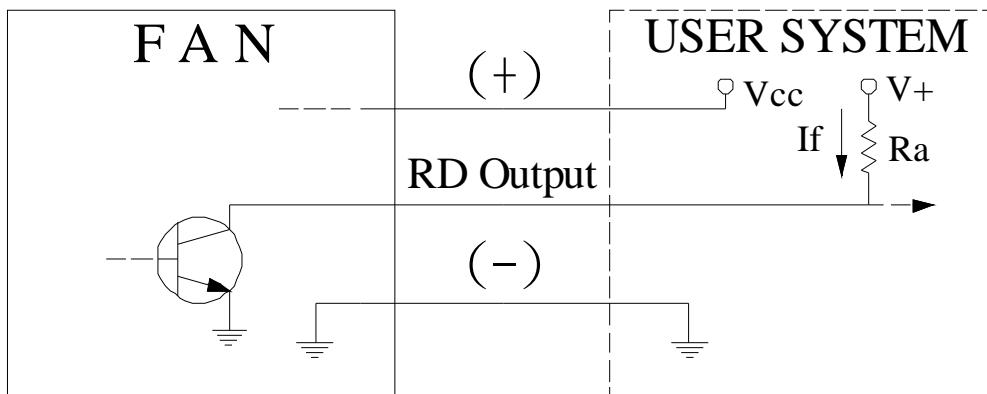 F A N
USER SYSTEM
(+)
Vcc
V+
If
Ra
RD Output
(-)